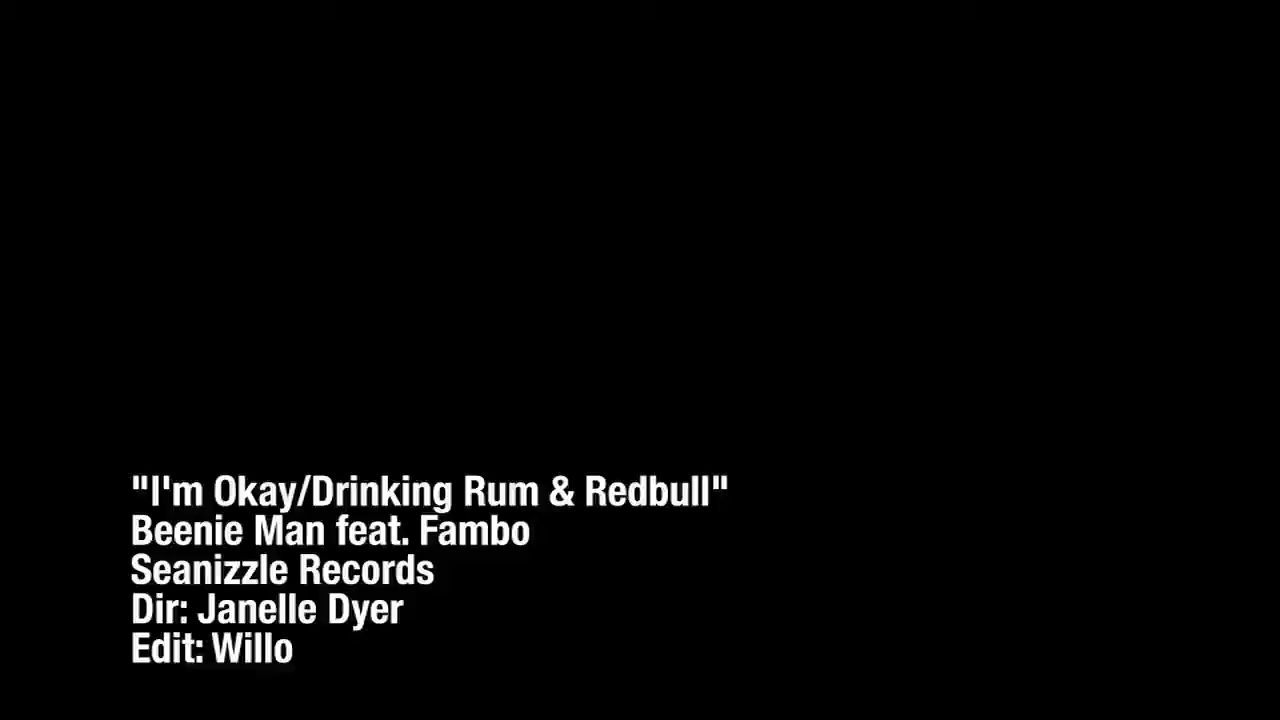 "I'm Okay/Drinking Rum & Redbull"
Beenie Man feat. Fambo
Seanizzle Records
Dir: Janelle Dyer
Edit: Willo